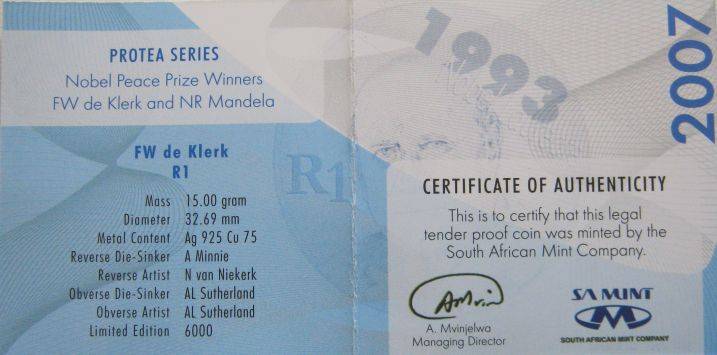 PROTEA SERIES
Nobel Peace Prize Winners
FW de Klerk and NR Mandela
FW de Klerk
R1
Mass 15.00 gram
Diameter 32.69 mm
Metal Content Ag 925 Cu 75
Reverse Die-Sinker A Minnie
Reverse Artist N van Niekerk
Obverse Die-Sinker AL Sutherland
Obverse Artist AL Sutherland
Limited Edition 6000
R1
1993
2007
CERTIFICATE OF AUTHENTICITY
This is to certify that this legal
tender proof coin was minted by the
South African Mint Company.
A. Mvinjelwa
Managing Director
SA MINT
SOUTH AFRICAN MINT COMPANY